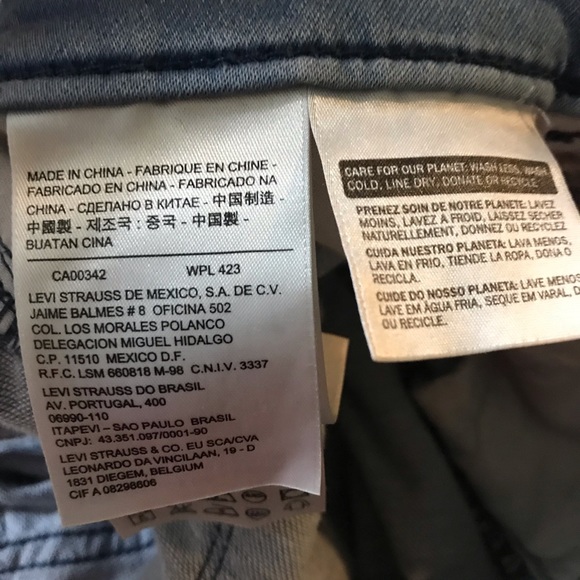 MADE IN CHINA - FABRIQUE EN CHINE -
FABRICADO EN CHINA - FABRICADO NA
CHINA - СДЕЛАНО В КИТАЕ - 中国制造 -
中國製 - 제조국 : 중국 - 中国製 -
BUATAN CINA
CA00342 WPL 423
LEVI STRAUSS DE MEXICO, S.A. DE C.V.
JAIME BALMES # 8 OFICINA 502
COL. LOS MORALES POLANCO
DELEGACION MIGUEL HIDALGO
C.P. 11510 MEXICO D.F.
R.F.C. LSM 660818 M-98 C.N.I.V. 3337
LEVI STRAUSS DO BRASIL
AV. PORTUGAL, 400
06990-110
ITAPEVI - SAO PAULO BRASIL
CNPJ: 43.351.097/0001-90
LEVI STRAUSS & CO. EU SCA/CVA
LEONARDO DA VINCILAAN, 19 - D
1831 DIEGEM, BELGIUM
CIF A 08298606
CARE FOR OUR PLANET: WASH LESS, WASH
COLD, LINE DRY, DONATE OR RECYCLE
PRENEZ SOIN DE NOTRE PLANETE: LAVEZ
MOINS, LAVEZ A FROID, LAISSEZ SECHER
NATURELLEMENT, DONNEZ OU RECYCLEZ
CUIDA NUESTRO PLANETA: LAVA MENOS,
LAVA EN FRIO, TIENDE LA ROPA, DONA O
RECICLA.
CUIDE DO NOSSO PLANETA: LAVE MENOS
LAVE EM ÁGUA FRIA, SEQUE EM VARAL, D
OU RECICLE.